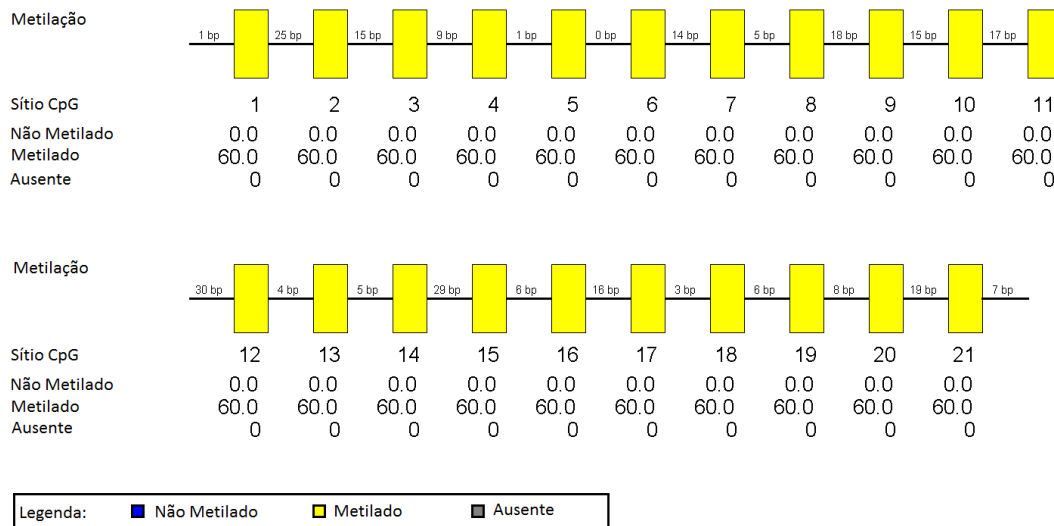 Metilação
1 bp 25 bp 15 bp 9 bp 1 bp 0 bp 14 bp 5 bp 18 bp 15 bp 17 bp
Sítio CpG 1 2 3 4 5 6 7 8 9 10 11
Não Metilado 0.0 0.0 0.0 0.0 0.0 0.0 0.0 0.0 0.0 0.0 0.0
Metilado 60.0 60.0 60.0 60.0 60.0 60.0 60.0 60.0 60.0 60.0 60.0
Ausente 0 0 0 0 0 0 0 0 0 0 0
Metilação
30 bp 4 bp 5 bp 29 bp 6 bp 16 bp 3 bp 6 bp 8 bp 19 bp 7 bp
Sítio CpG 12 13 14 15 16 17 18 19 20 21
Não Metilado 0.0 0.0 0.0 0.0 0.0 0.0 0.0 0.0 0.0 0.0
Metilado 60.0 60.0 60.0 60.0 60.0 60.0 60.0 60.0 60.0 60.0
Ausente 0 0 0 0 0 0 0 0 0 0
Legenda: Não Metilado Metilado Ausente